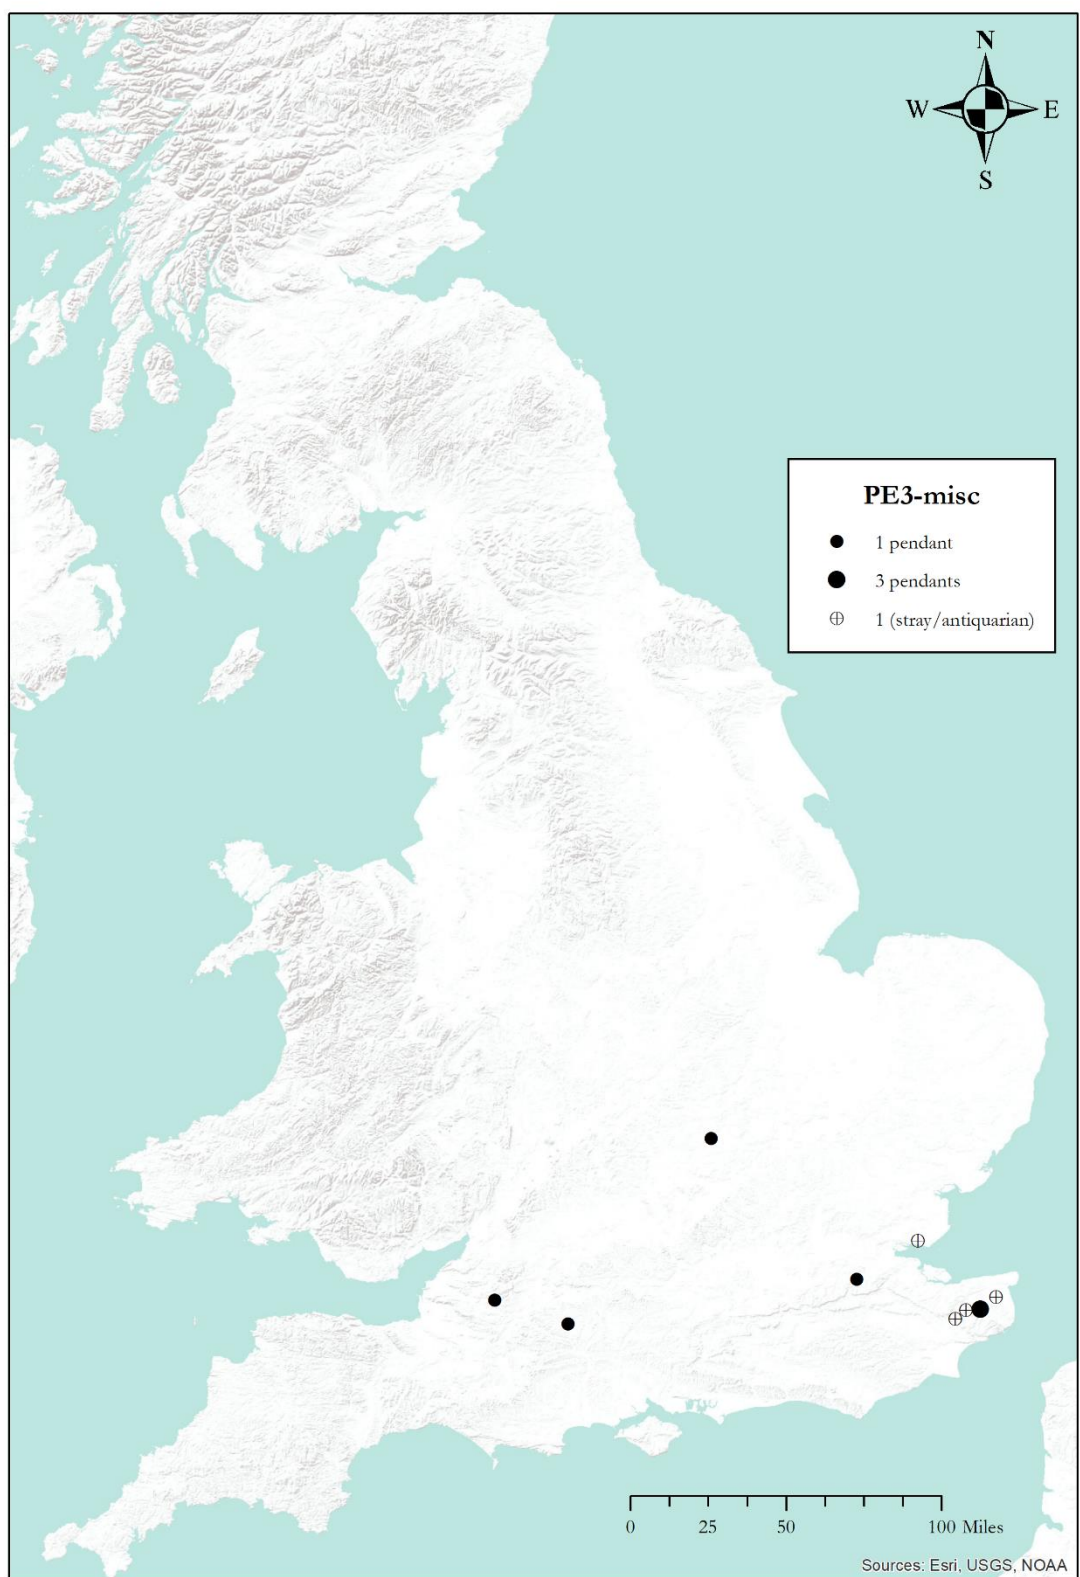 N
W E
S
PE3-misc
1 pendant
3 pendants
1 (stray/antiquarian)
0 25 50 100 Miles
Sources: Esri, USGS, NOAA